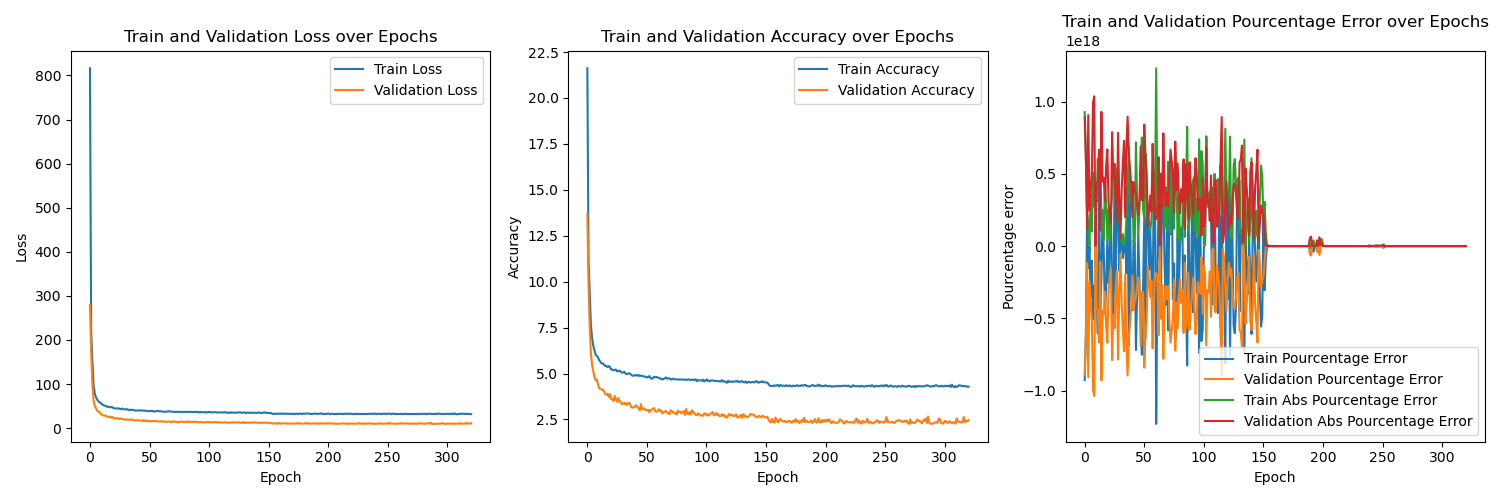 Train and Validation Loss over Epochs
Train Loss
Validation Loss
800
700
600
500
400
300
200
100
0
Loss
0 50 100 150 200 250 300
Epoch
Train and Validation Accuracy over Epochs
Train Accuracy
Validation Accuracy
22.5
20.0
17.5
15.0
12.5
10.0
7.5
5.0
2.5
Accuracy
0 50 100 150 200 250 300
Epoch
Train and Validation Pourcentage Error over Epochs
1e18
1.0
0.5
0.0
−0.5
−1.0
Pourcentage error
Train Pourcentage Error
Validation Pourcentage Error
Train Abs Pourcentage Error
Validation Abs Pourcentage Error
0 50 100 150 200 250 300
Epoch